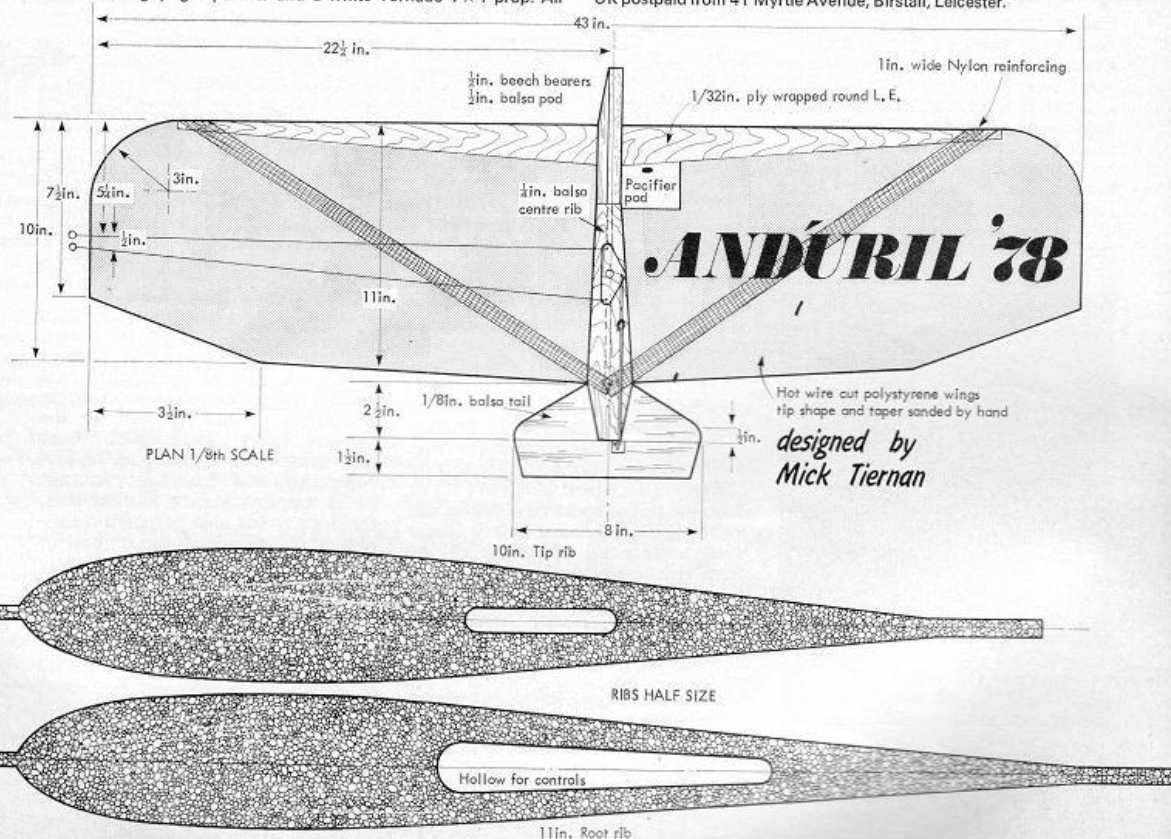 UK postpaid from 41 Myrtle Avenue, Birstall, Leicester.
43 in.
22½ in.
½in. beech bearers
½in. balsa pod
1in. wide Nylon reinforcing
1/32in. ply wrapped round L.E.
3in.
7½in.
5¼in.
10in.
½in.
¼in. balsa
centre rib
Pacifier
pod
ANDÚRIL '78
11in.
3½in.
2½in.
1/8in. balsa tail
1½in.
½in.
Hot wire cut polystyrene wings
tip shape and taper sanded by hand
designed by
Mick Tiernan
PLAN 1/8th SCALE
8 in.
10in. Tip rib
RIBS HALF SIZE
Hollow for controls
11in. Root rib